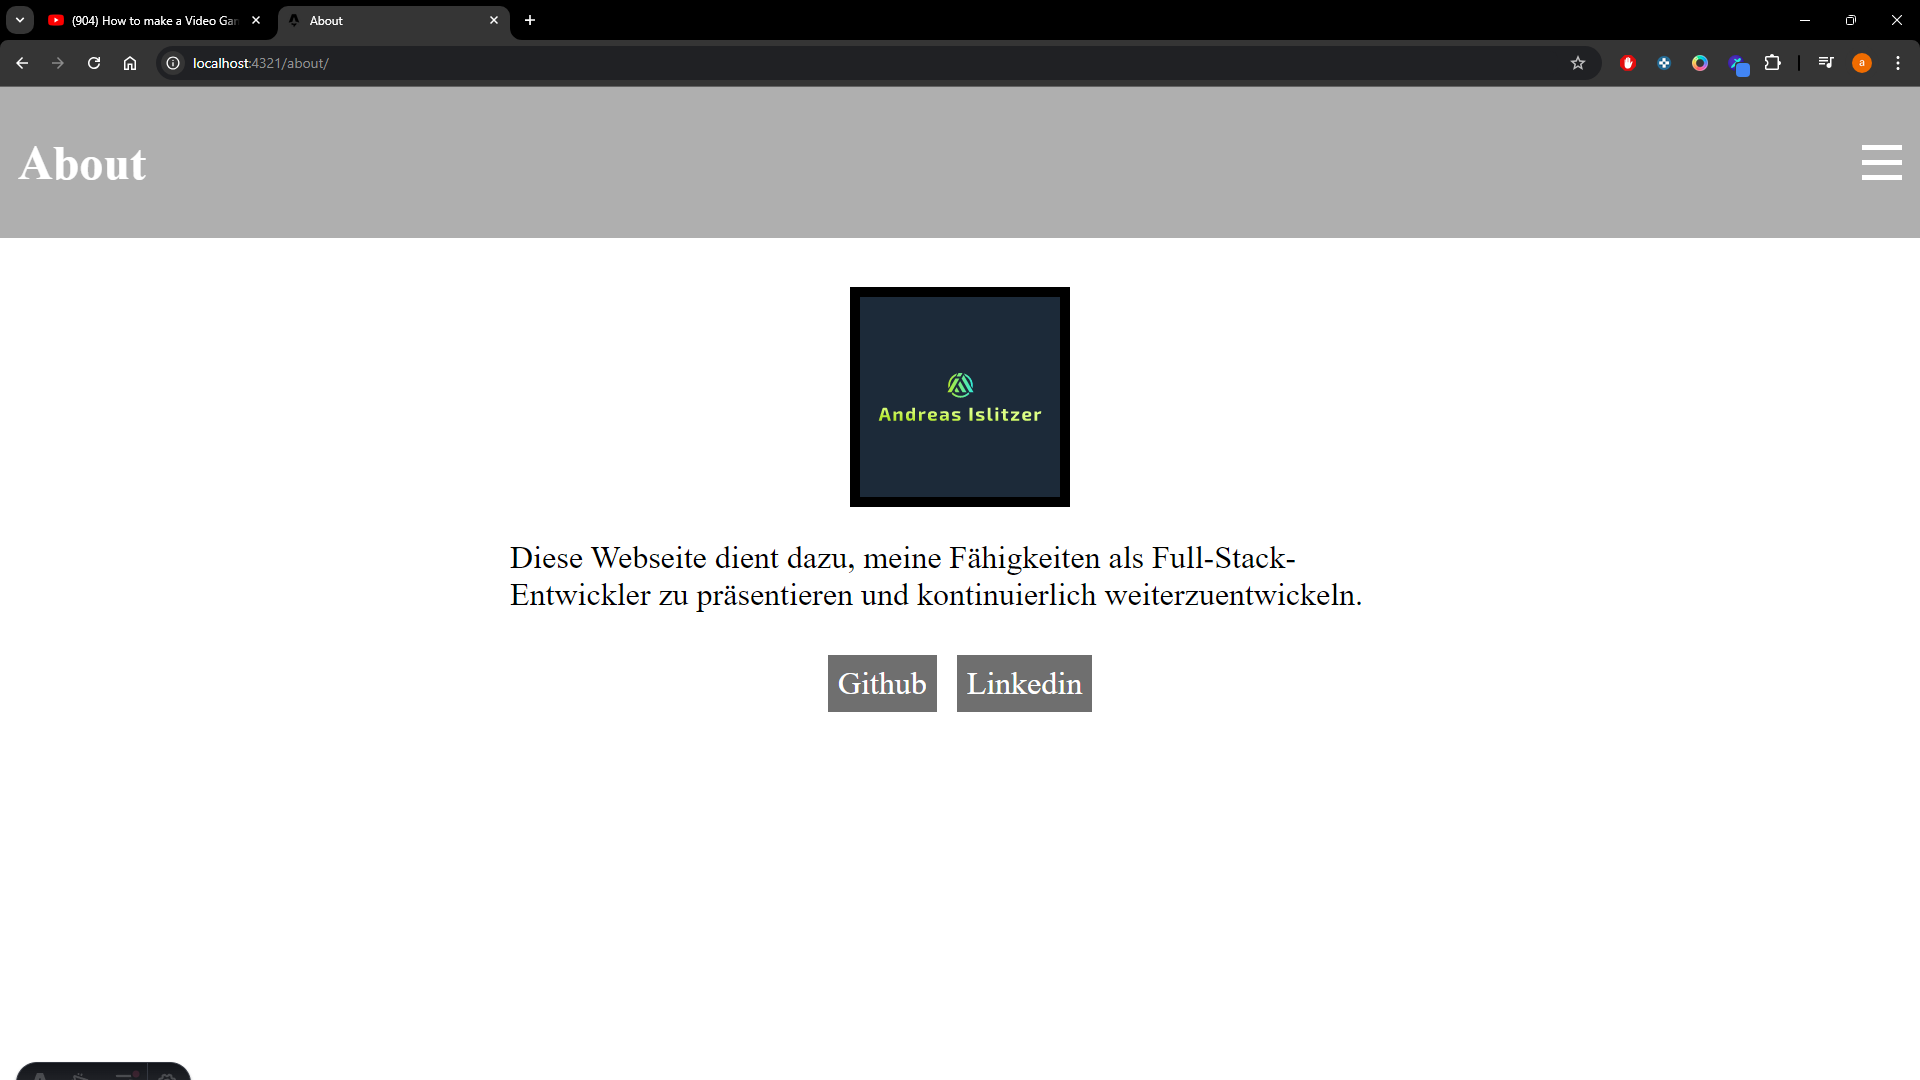 (904) How to make a Video Gar
About
localhost:4321/about/
a
About
Andreas Islitzer
Diese Webseite dient dazu, meine Fähigkeiten als Full-Stack-
Entwickler zu präsentieren und kontinuierlich weiterzuentwickeln.
Github
Linkedin